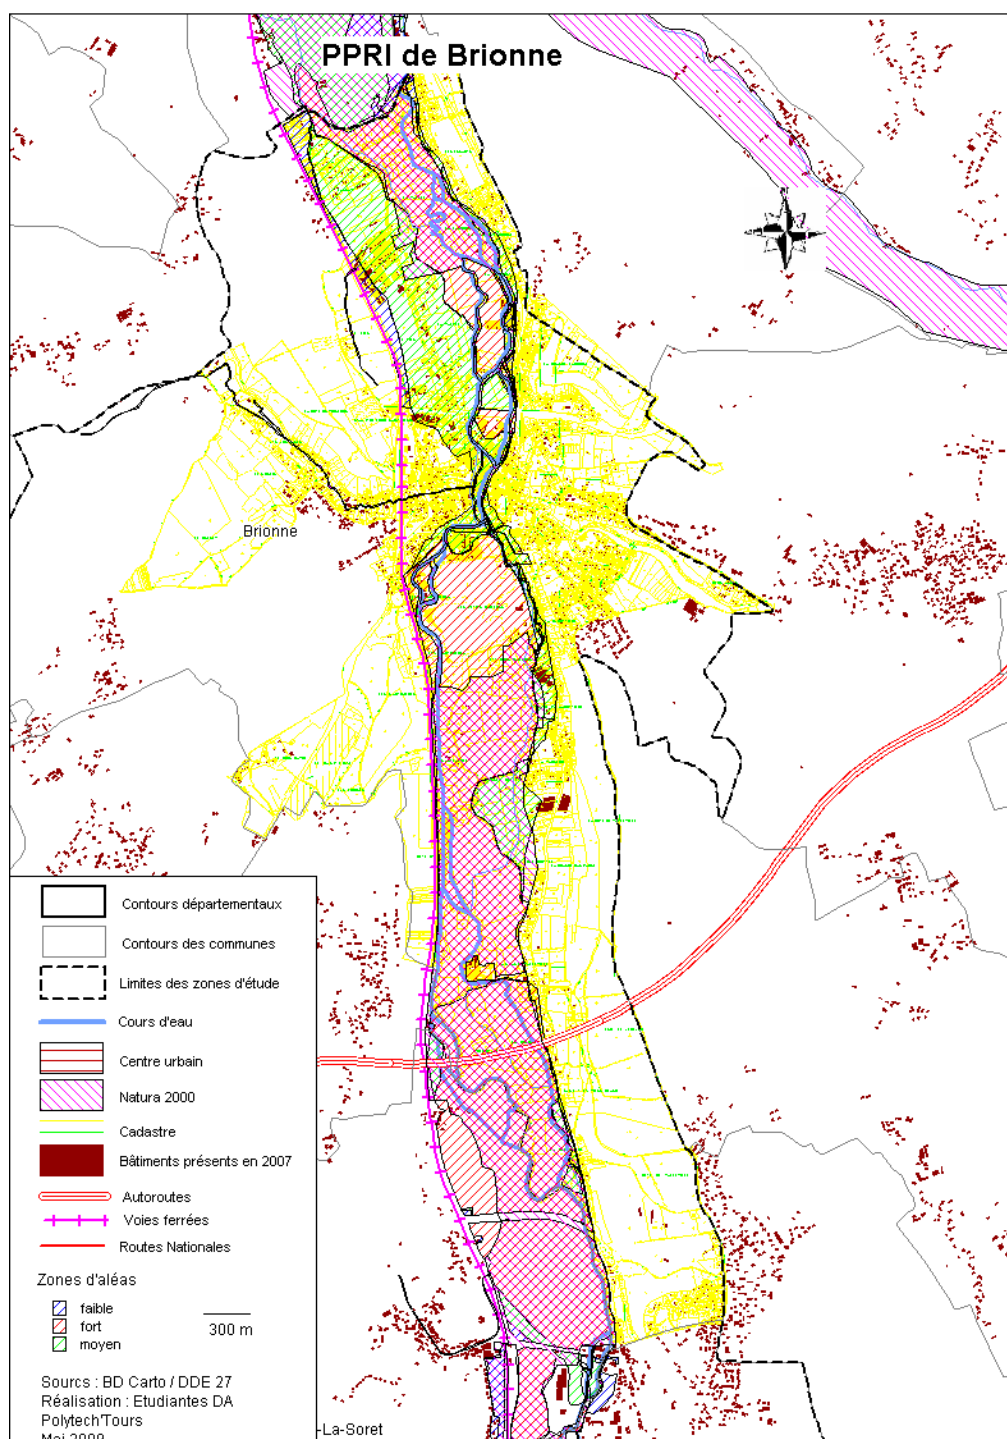 PPRI de Brionne
Brionne
Contours départementaux
Contours des communes
Limites des zones d'étude
Cours d'eau
Centre urbain
Natura 2000
Cadastre
Bâtiments présents en 2007
Autoroutes
Voies ferrées
Routes Nationales
Zones d'aléas
faible
fort
moyen
300 m
Sourcs : BD Carto / DDE 27
Réalisation : Etudiantes DA
Polytech'Tours
-La-Soret